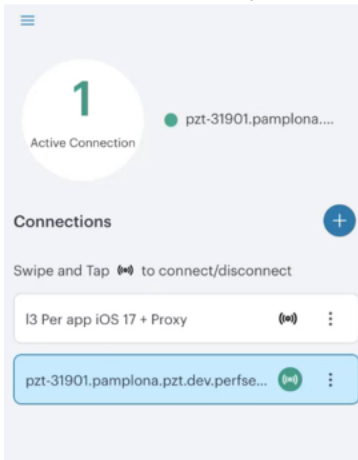 1
Active Connection
pzt-31901.pamplona....
Connections
Swipe and Tap to connect/disconnect
l3 Per app iOS 17 + Proxy
pzt-31901.pamplona.pzt.dev.perfse...